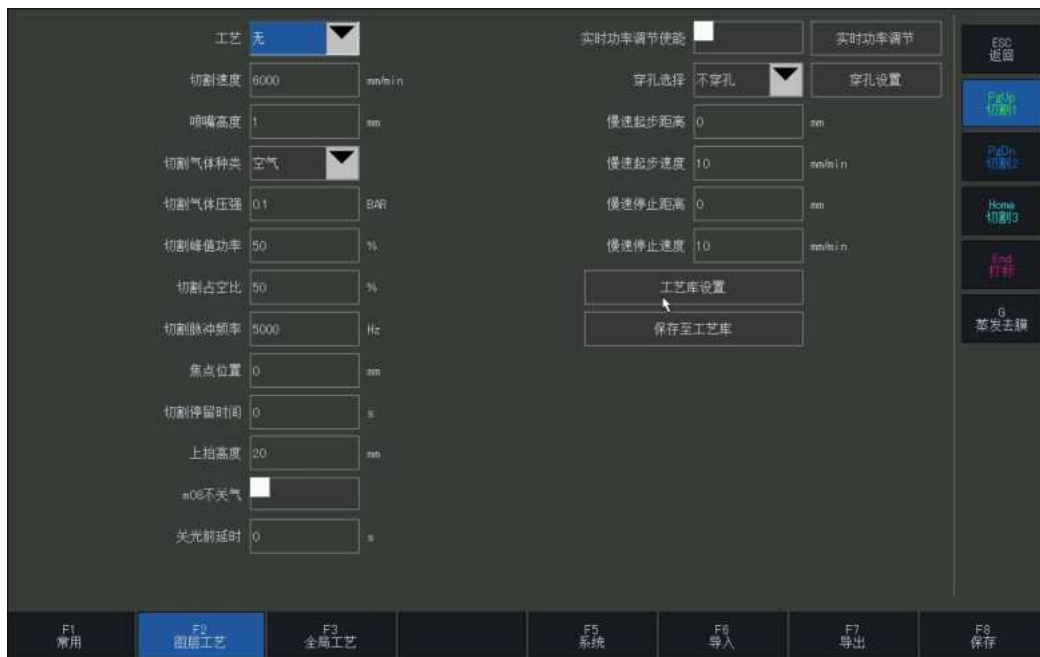 工艺 无
切割速度 6000 mm/min
喷嘴高度 1 mm
切割气体种类 空气
切割气体压强 0.1 BAR
切割峰值功率 50 %
切割占空比 50 %
切割脉冲频率 5000 Hz
焦点位置 0 mm
切割停留时间 0 s
上抬高度 20 mm
m08不关气
关光前延时 0 s
实时功率调节使能 实时功率调节
穿孔选择 不穿孔 穿孔设置
慢速起步距离 0 mm
慢速起步速度 10 mm/min
慢速停止距离 0 mm
慢速停止速度 10 mm/min
工艺库设置
保存至工艺库
ESC
返回
PgUp
切割1
PgDn
切割2
Home
切割3
End
打标
G
蒸发去膜
F1
常用
F2
图层工艺
F3
全局工艺
F5
系统
F6
导入
F7
导出
F8
保存